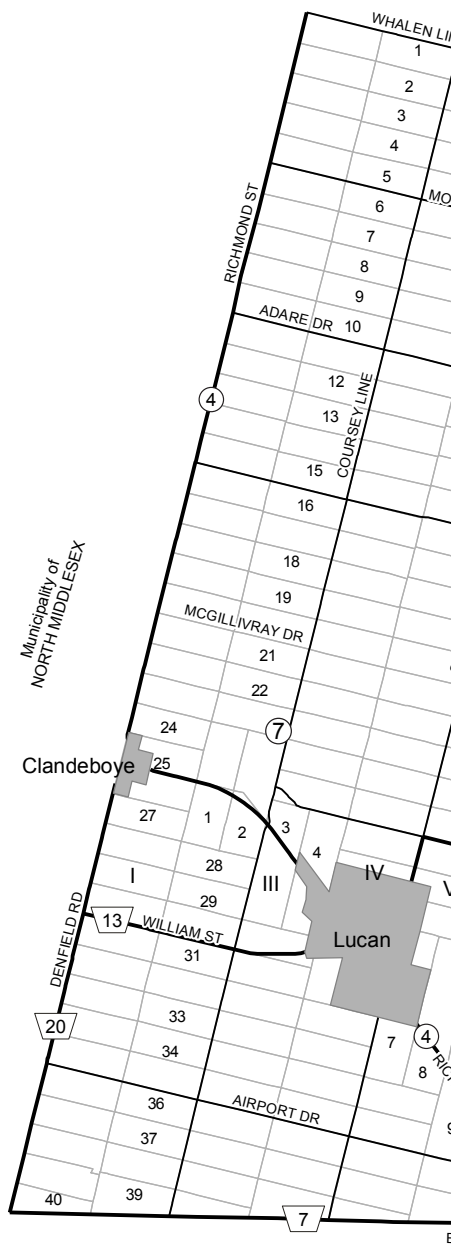 WHALEN LI
1
2
3
4
5
MO
6
7
8
9
10
RICHMOND ST
ADARE DR
12
13
COURSEY LINE
4
15
16
18
19
Municipality of
NORTH MIDDLESEX
MCGILLIVRAY DR
21
22
24
7
Clandeboye
25
27
1
2
3
4
28
I
III
IV
V
29
13
WILLIAM ST
Lucan
DENFIELD RD
31
20
33
34
7
4
8
RIC
36
AIRPORT DR
37
9
40
39
7
E